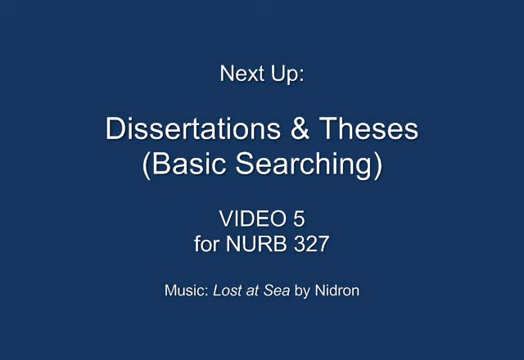 Next Up:
Dissertations & Theses
(Basic Searching)
VIDEO 5
for NURB 327
Music: Lost at Sea by Nidron